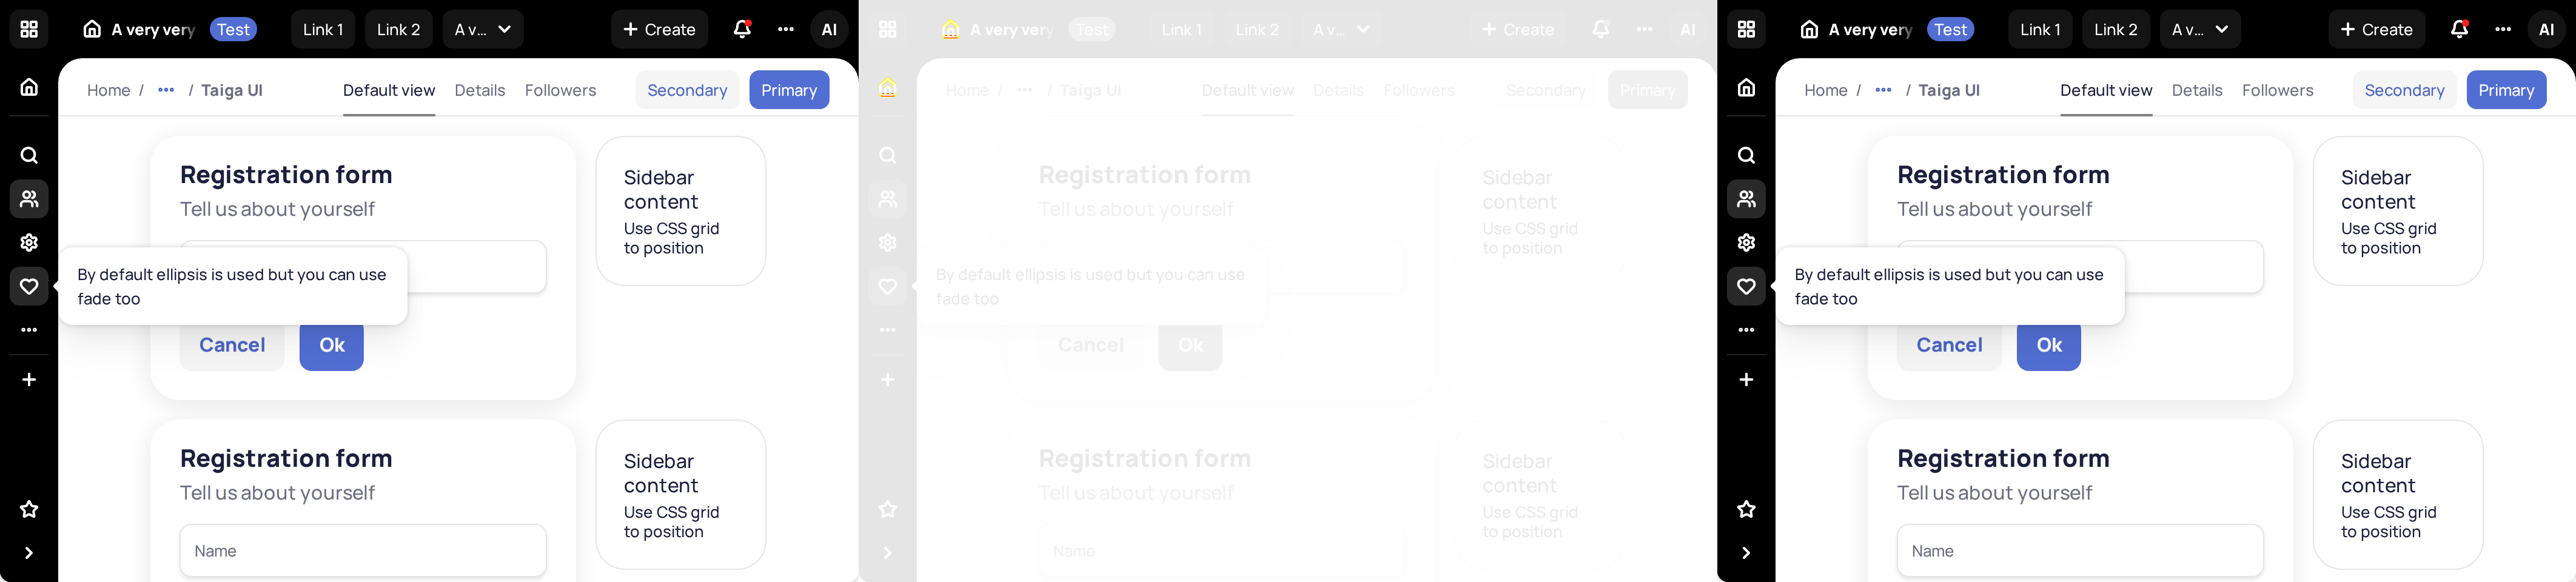 A very very Test Link 1 Link 2 A v... Create AI
Home / ... / Taiga UI Default view Details Followers Secondary Primary
Registration form
Tell us about yourself
Sidebar
content
Use CSS grid
to position
By default ellipsis is used but you can use
fade too
Cancel Ok
Registration form
Tell us about yourself
Name
Sidebar
content
Use CSS grid
to position
A very very Test Link 1 Link 2 A v... Create AI
Home / ... / Taiga UI Default view Details Followers Secondary Primary
Registration form
Tell us about yourself
Sidebar
content
Use CSS grid
to position
By default ellipsis is used but you can use
fade too
Cancel Ok
Registration form
Tell us about yourself
Name
Sidebar
content
Use CSS grid
to position
A very very Test Link 1 Link 2 A v... Create AI
Home / ... / Taiga UI Default view Details Followers Secondary Primary
Registration form
Tell us about yourself
Sidebar
content
Use CSS grid
to position
By default ellipsis is used but you can use
fade too
Cancel Ok
Registration form
Tell us about yourself
Name
Sidebar
content
Use CSS grid
to position